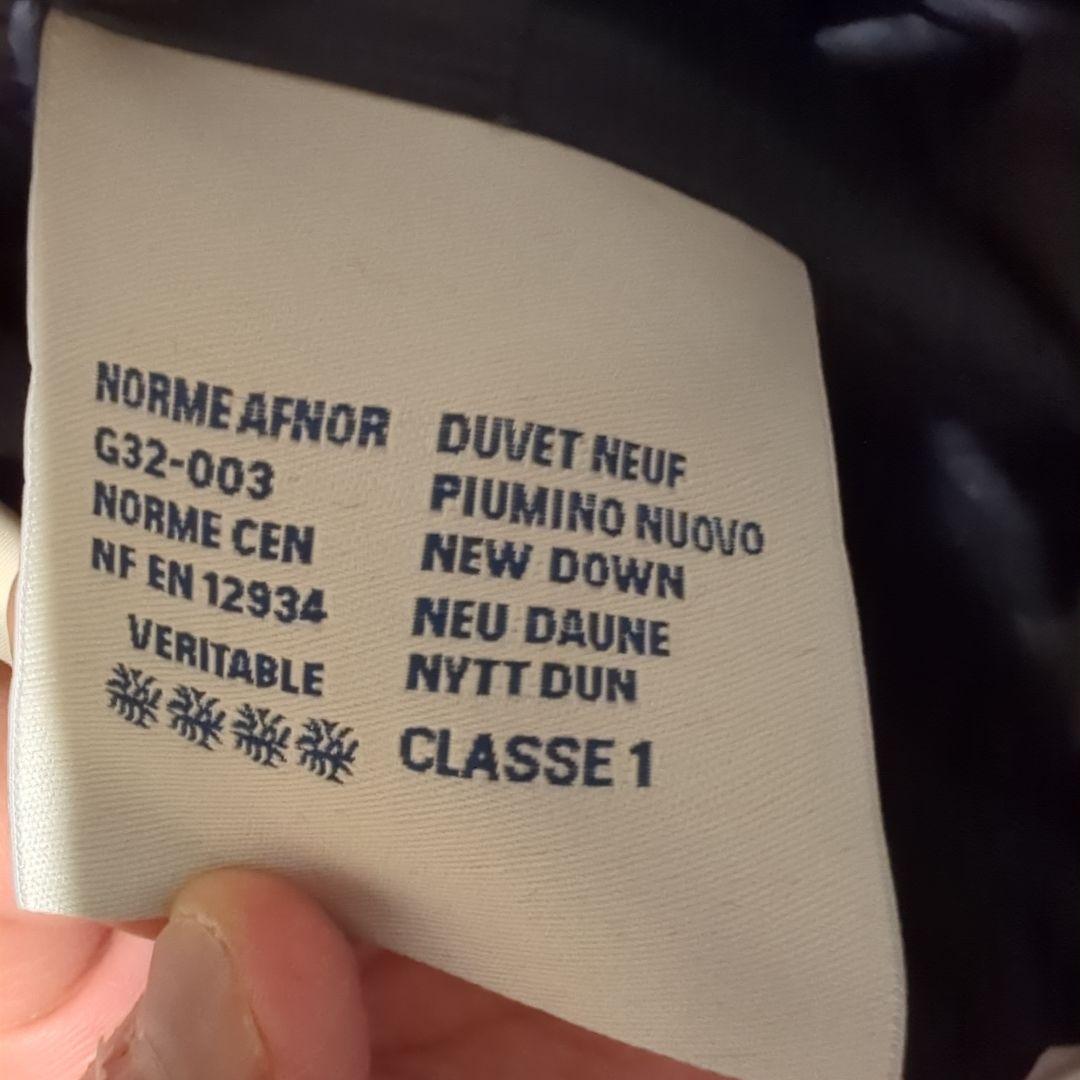 NORME AFNOR
G32-003
NORME CEN
NF EN 12934
VERITABLE
DUVET NEUF
PIUMINO NUOVO
NEW DOWN
NEU DAUNE
NYTT DUN
CLASSE 1